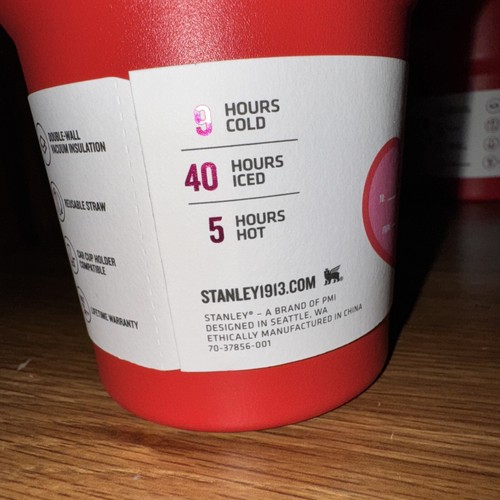 DOUBLE-WALL
VACUUM INSULATION
REUSABLE STRAW
CAR CUP HOLDER
COMPATIBLE
LIFETIME WARRANTY
9 HOURS
COLD
40 HOURS
ICED
5 HOURS
HOT
STANLEY1913.COM
STANLEY® – A BRAND OF PMI
DESIGNED IN SEATTLE, WA
ETHICALLY MANUFACTURED IN CHINA
70-37856-001